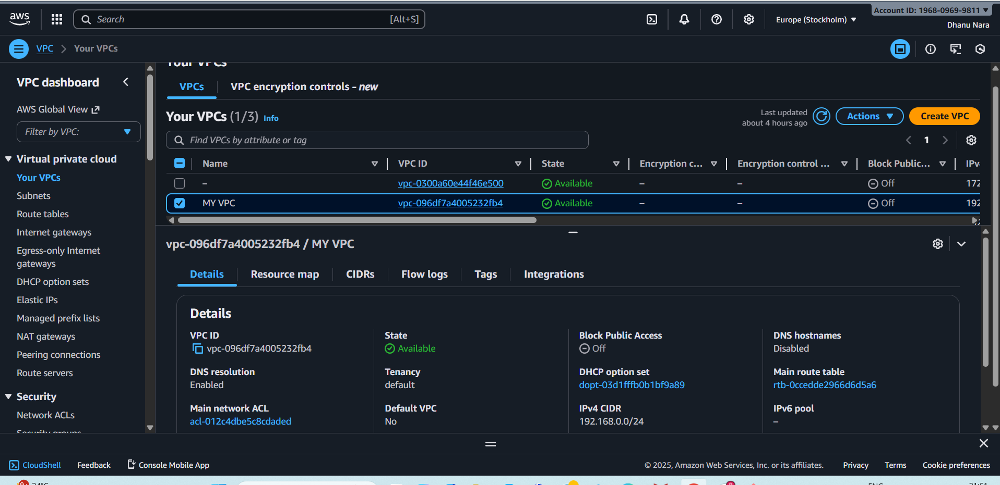 aws
Search
[Alt+S]
Europe (Stockholm)
Account ID: 1968-0969-9811
Dhanu Nara
VPC
Your VPCs
VPC dashboard
AWS Global View
Filter by VPC:
Virtual private cloud
Your VPCs
Subnets
Route tables
Internet gateways
Egress-only Internet
gateways
DHCP option sets
Elastic IPs
Managed prefix lists
NAT gateways
Peering connections
Route servers
Security
Network ACLs
Security groups
Your VPCs
VPCs
VPC encryption controls - new
Your VPCs (1/3) Info
Last updated
about 4 hours ago
Actions
Create VPC
Find VPCs by attribute or tag
1
Name VPC ID State Encryption c... Encryption control ... Block Public...
– vpc-0300a60e44f46e500 Available – – Off 172
MY VPC vpc-096df7a4005232fb4 Available – – Off 192
vpc-096df7a4005232fb4 / MY VPC
Details Resource map CIDRs Flow logs Tags Integrations
Details
VPC ID
vpc-096df7a4005232fb4
State
Available
Block Public Access
Off
DNS hostnames
Disabled
DNS resolution
Enabled
Tenancy
default
DHCP option set
dopt-03d1fffb0b1bf9a89
Main route table
rtb-0ccedde2966d6d5a6
Main network ACL
acl-012c4dbe5c8cdaded
Default VPC
No
IPv4 CIDR
192.168.0.0/24
IPv6 pool
–
CloudShell
Feedback
Console Mobile App
© 2025, Amazon Web Services, Inc. or its affiliates.
Privacy
Terms
Cookie preferences